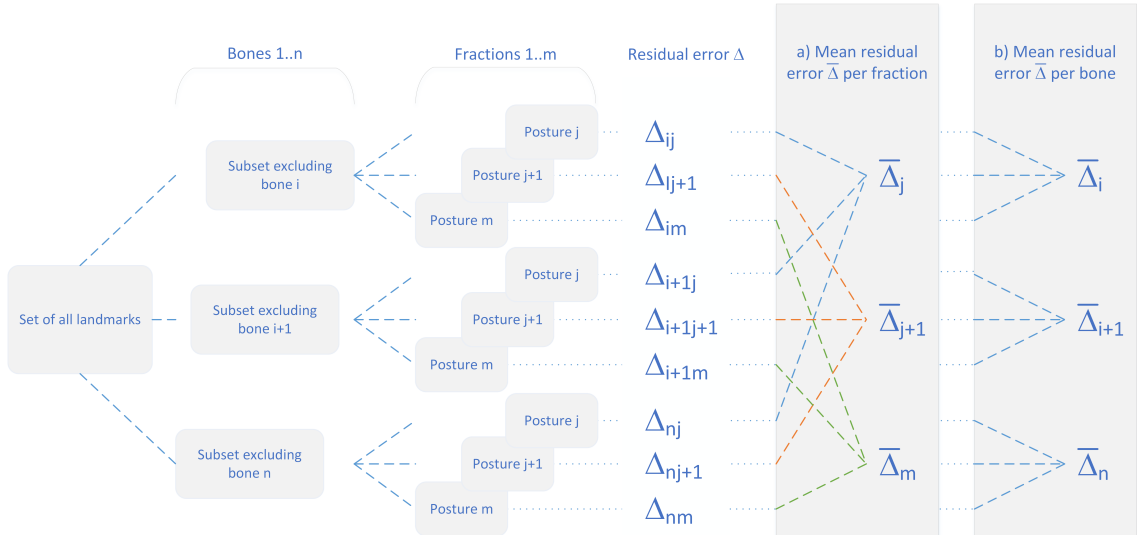 Bones 1..n
Fractions 1..m
Residual error Δ
a) Mean residual
error Δ̅ per fraction
b) Mean residual
error Δ̅ per bone
Set of all landmarks
Subset excluding
bone i
Posture j
Posture j+1
Posture m
Δij
Δlj+1
Δim
Subset excluding
bone i+1
Posture j
Posture j+1
Posture m
Δi+1j
Δi+1j+1
Δi+1m
Subset excluding
bone n
Posture j
Posture j+1
Posture m
Δnj
Δnj+1
Δnm
Δ̅j
Δ̅j+1
Δ̅m
Δ̅i
Δ̅i+1
Δ̅n